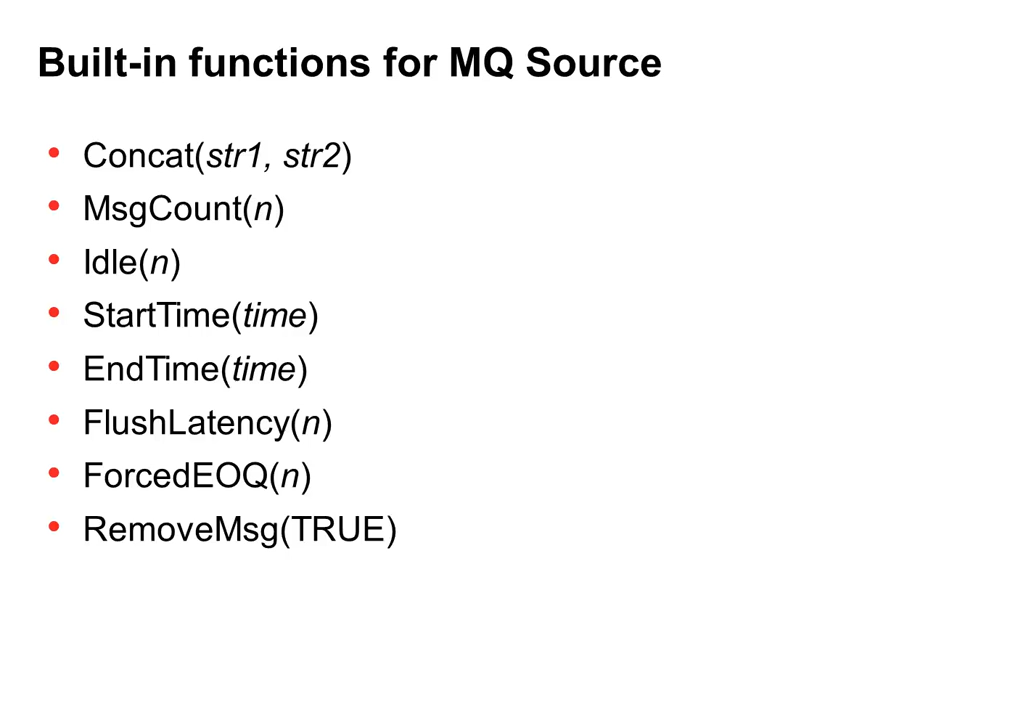 Built-in functions for MQ Source
• Concat(str1, str2)
• MsgCount(n)
• Idle(n)
• StartTime(time)
• EndTime(time)
• FlushLatency(n)
• ForcedEOQ(n)
• RemoveMsg(TRUE)